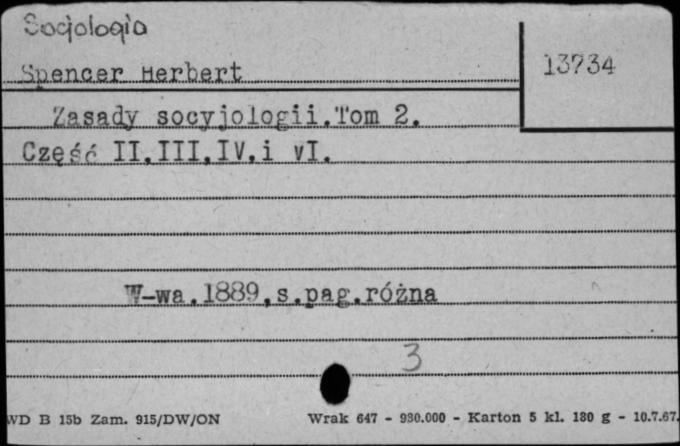 Socjologia
Spencer Herbert
13734
Zasady socyjologii.Tom 2.
Część II.III.IV.i vI.
W-wa.1889.s.pag.różna
3
WD B 15b Zam. 915/DW/ON Wrak 647 - 980.000 - Karton 5 kl. 180 g - 10.7.67.